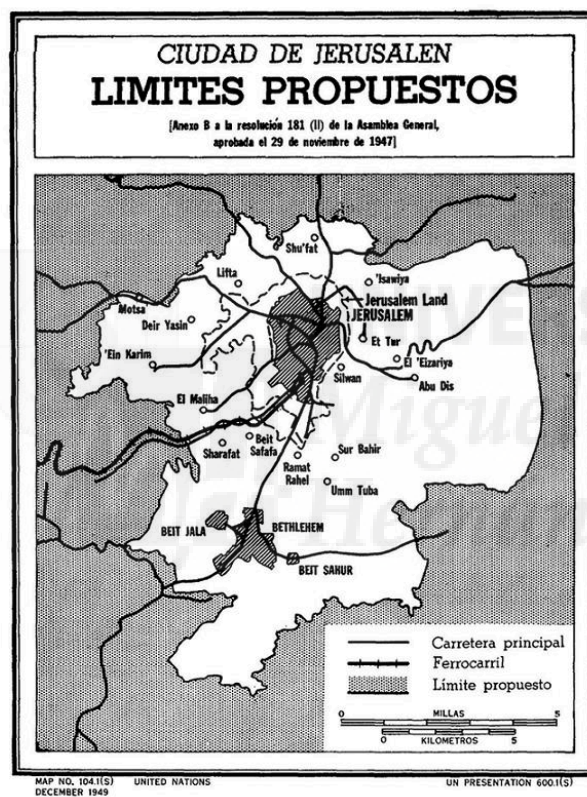 CIUDAD DE JERUSALEN
LIMITES PROPUESTOS
[Anexo B a la resolución 181 (II) de la Asamblea General,
aprobada el 29 de noviembre de 1947]
Shu'fat
Lifta
'Isawiya
Motsa
Deir Yasin
Jerusalem Land
JERUSALEM
'Ein Karim
Et Tur
El 'Eizariya
Silwan
Abu Dis
El Maliha
Sharafat
Beit
Safafa
Ramat
Rahel
Sur Bahir
Umm Tuba
BEIT JALA
BETHLEHEM
BEIT SAHUR
Carretera principal
Ferrocarril
Límite propuesto
0 MILLAS 5
0 KILOMETROS 5
MAP NO. 104.1(S) UNITED NATIONS UN PRESENTATION 600.1(S)
DECEMBER 1949
Miguel